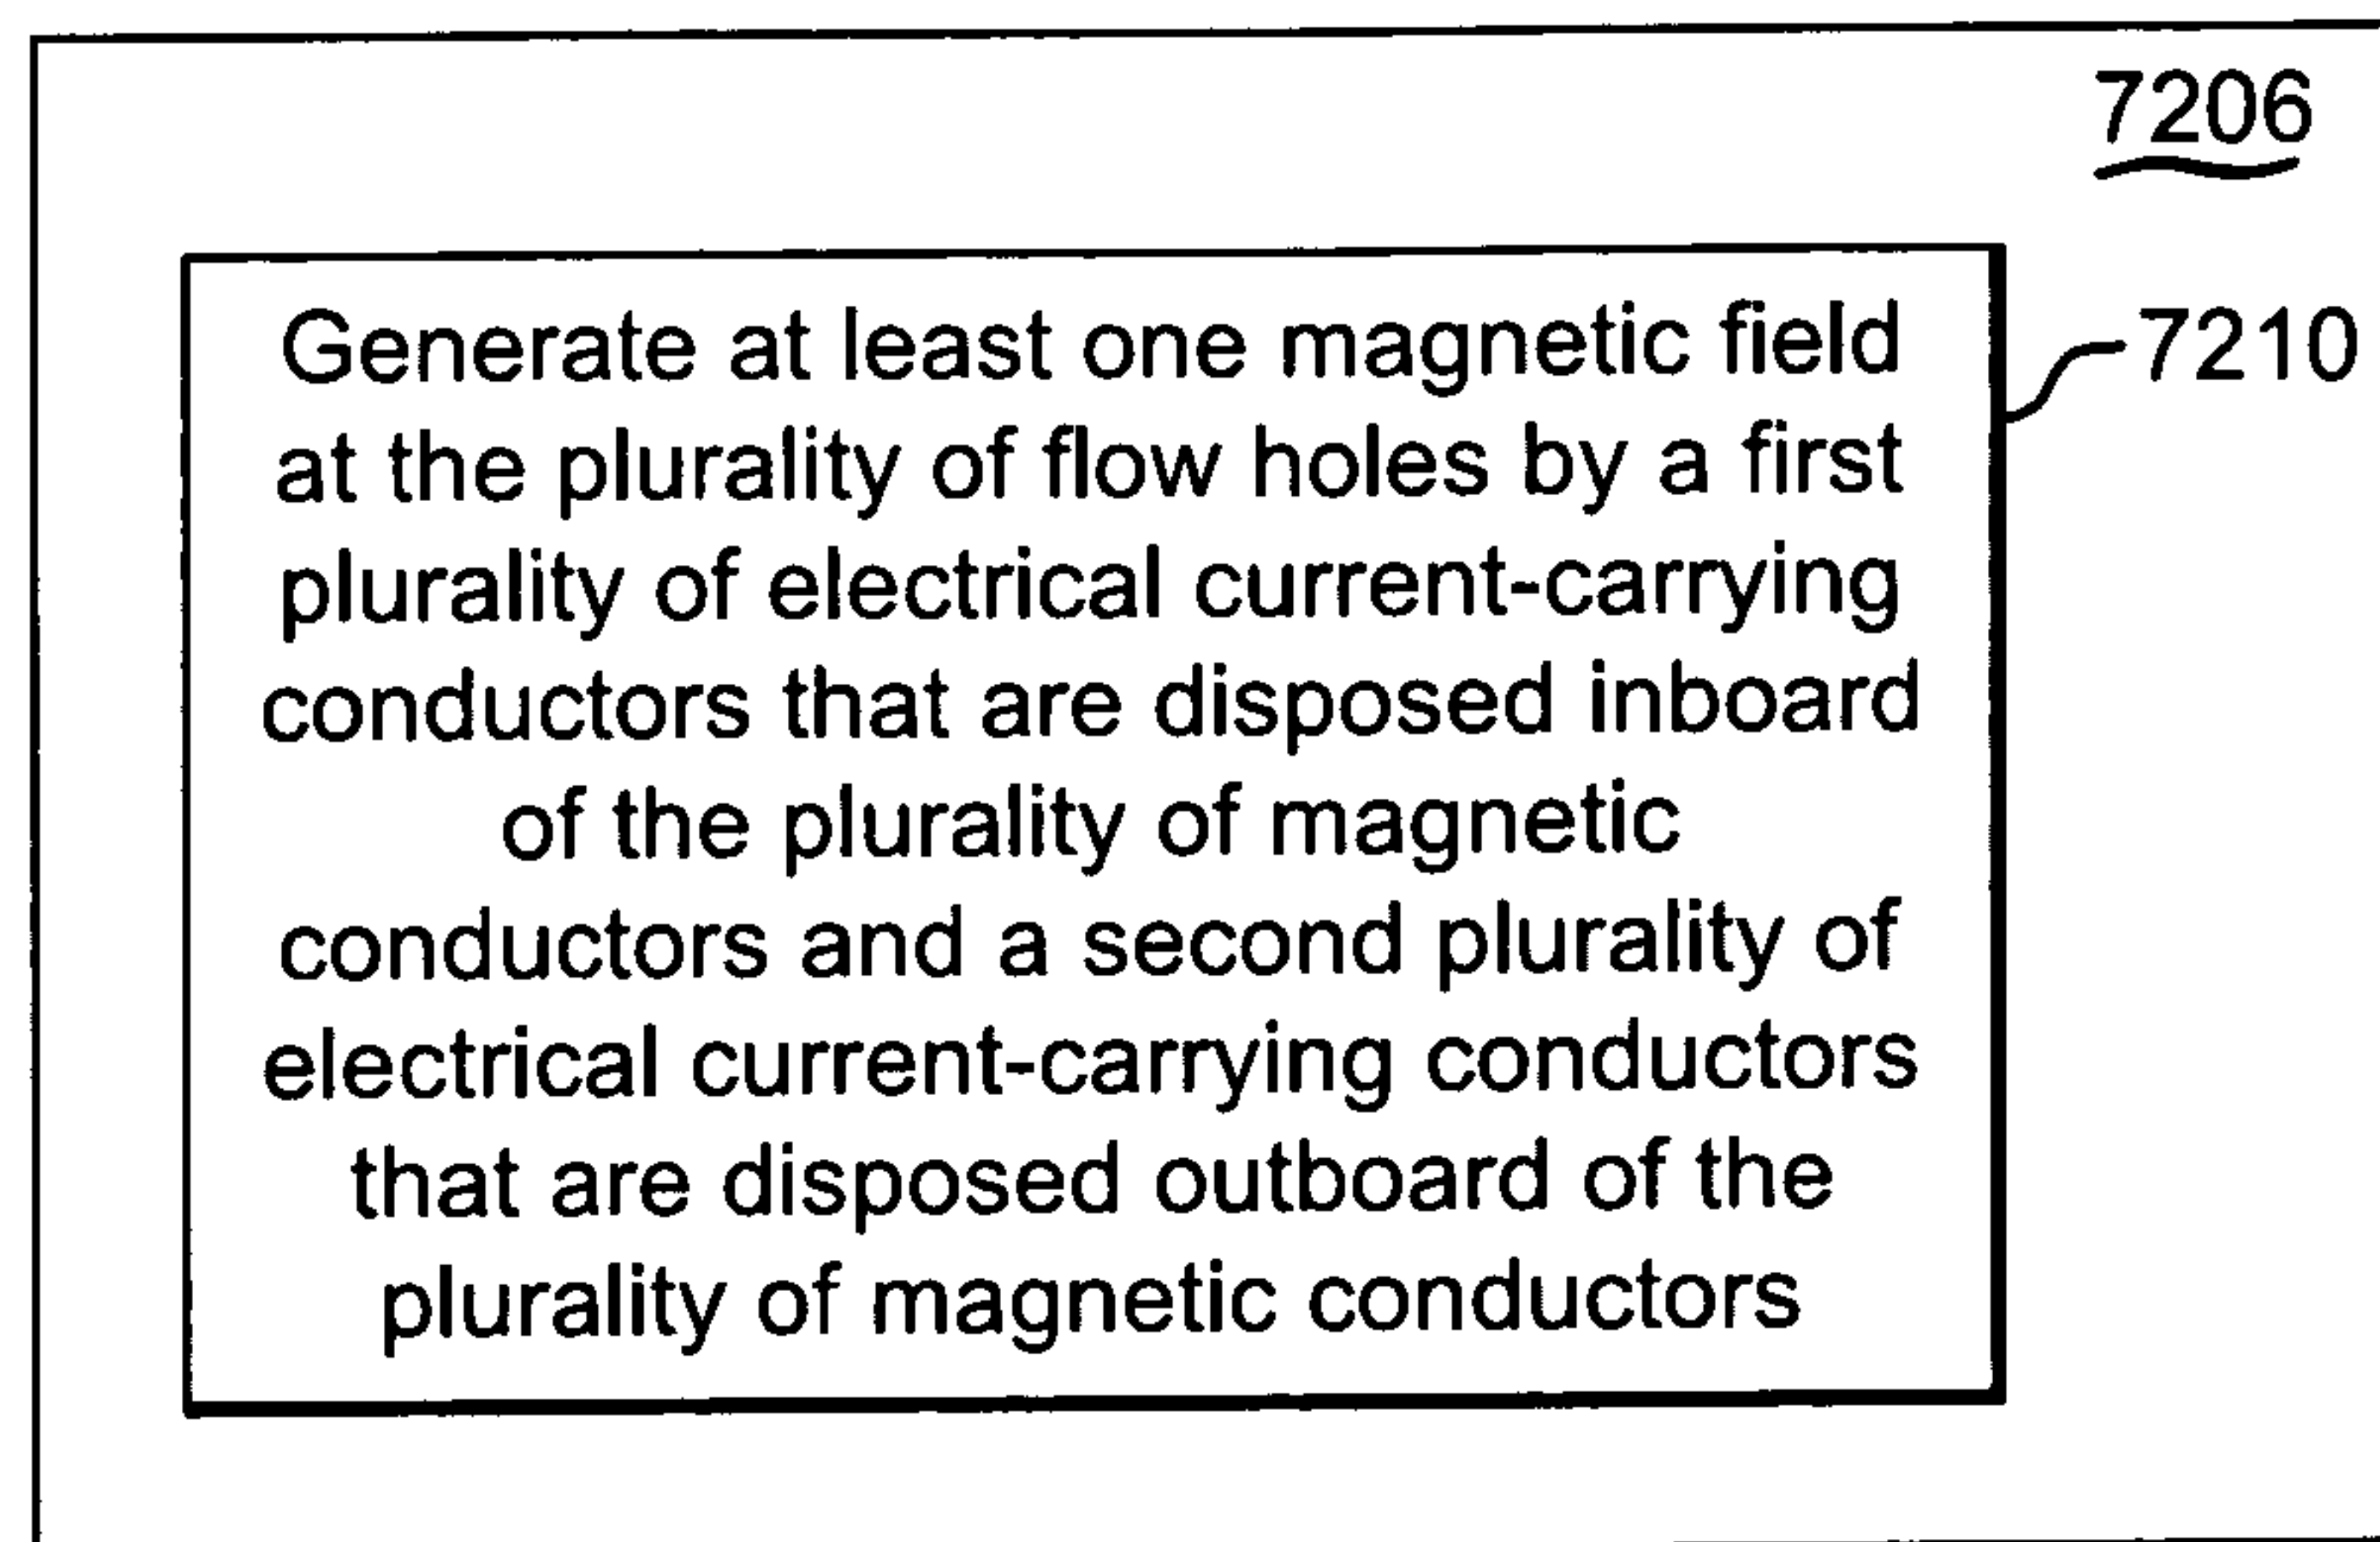 7206
Generate at least one magnetic field
7210
at the plurality of flow holes by a first
plurality of electrical current-carrying
conductors that are disposed inboard
of the plurality of magnetic
conductors and a second plurality of
electrical current-carrying conductors
that are disposed outboard of the
plurality of magnetic conductors